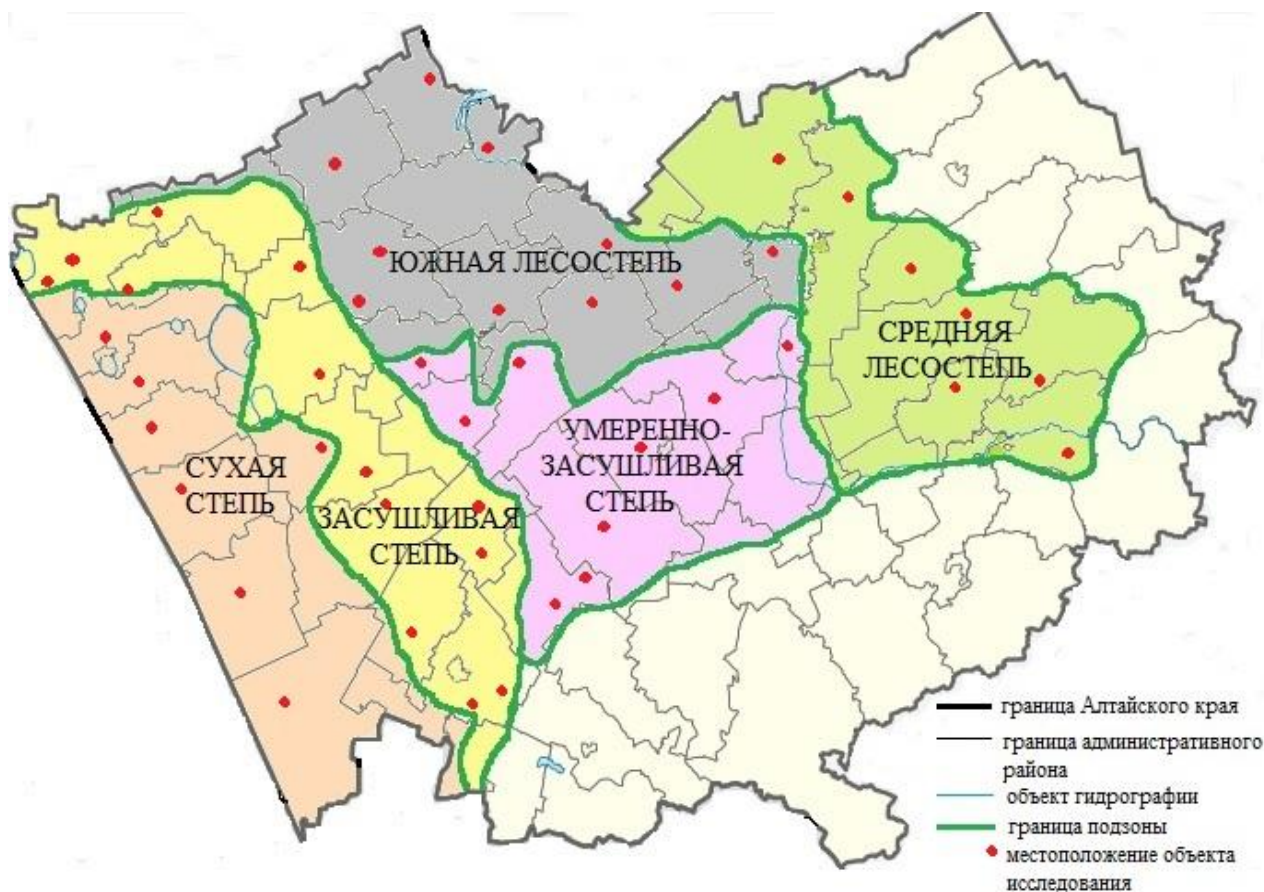 ЮЖНАЯ ЛЕСОСТЕПЬ
СРЕДНЯЯ
ЛЕСОСТЕПЬ
УМЕРЕННО-
ЗАСУШЛИВАЯ
СТЕПЬ
СУХАЯ
СТЕПЬ
ЗАСУШЛИВАЯ
СТЕПЬ
граница Алтайского края
граница административного
района
объект гидрографии
граница подзоны
местоположение объекта
исследования